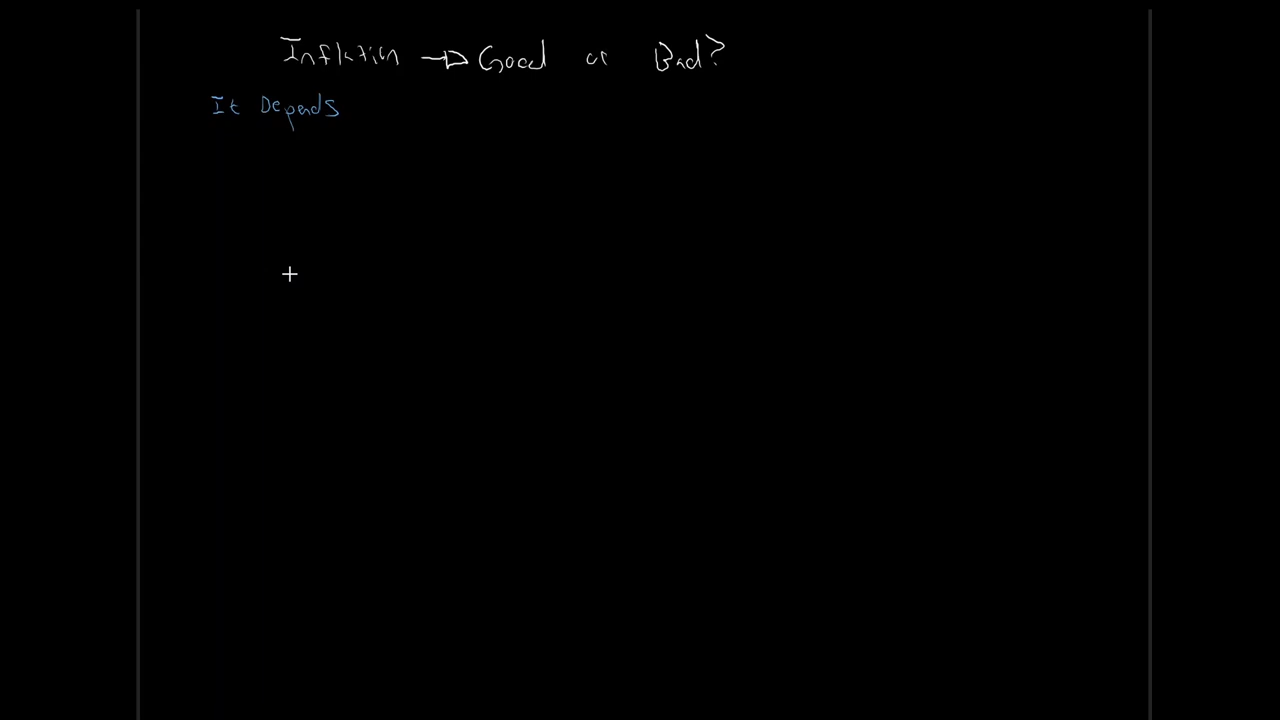 Inflation → Good or Bad?
It Depends